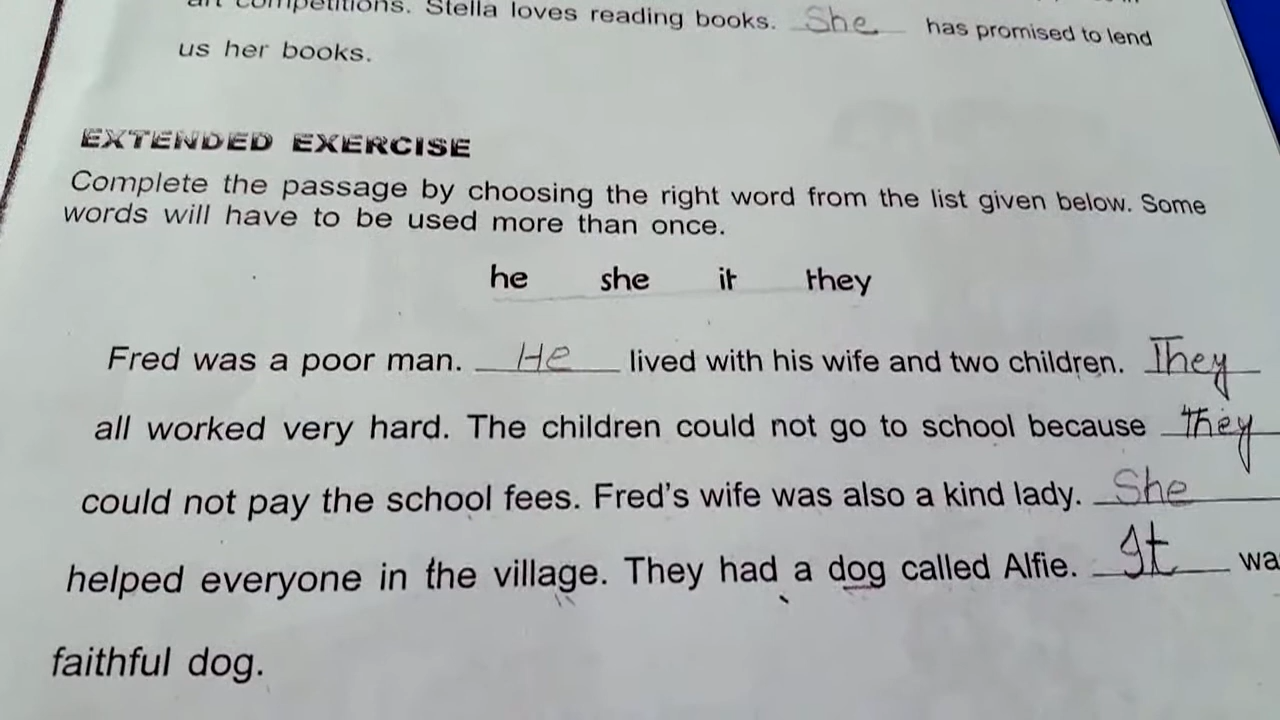 art competitions. Stella loves reading books. She has promised to lend
us her books.
EXTENDED EXERCISE
Complete the passage by choosing the right word from the list given below. Some
words will have to be used more than once.
he she it they
Fred was a poor man. He lived with his wife and two children. They
all worked very hard. The children could not go to school because they
could not pay the school fees. Fred's wife was also a kind lady. She
helped everyone in the village. They had a dog called Alfie. It wa
faithful dog.